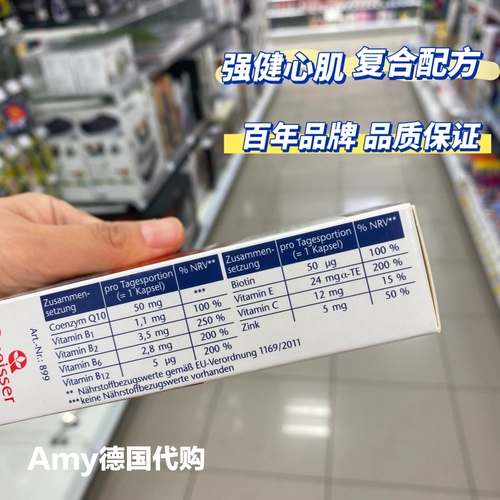 强健心肌 复合配方
百年品牌 品质保证
Zusammen-
setzung pro Tagesportion
(= 1 Kapsel) % NRV**
Coenzym Q10 50 mg ***
Vitamin B1 1,1 mg 100 %
Vitamin B2 3,5 mg 250 %
Vitamin B6 2,8 mg 200 %
Vitamin B12 5 µg 200 %
Zusammen-
setzung pro Tagesportion
(= 1 Kapsel) % NRV**
Biotin 50 µg 100 %
Vitamin E 24 mg α-TE 200 %
Vitamin C 12 mg 15 %
Zink 5 mg 50 %
** Nährstoffbezugswerte gemäß EU-Verordnung 1169/2011
***keine Nährstoffbezugswerte vorhanden
Art.-Nr.: 899
eisser
Amy德国代购